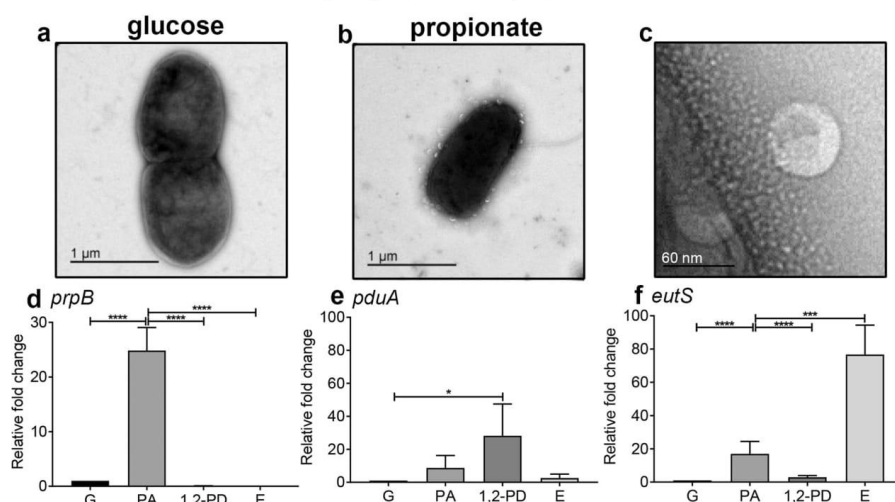 a glucose
b propionate
c
1 µm
1 µm
60 nm
d prpB
Relative fold change
30
20
10
0
**** **** ****
G PA 1,2-PD E
e pduA
Relative fold change
100
80
60
40
20
0
*
G PA 1,2-PD E
f eutS
Relative fold change
100
80
60
40
20
0
**** **** ***
G PA 1,2-PD E